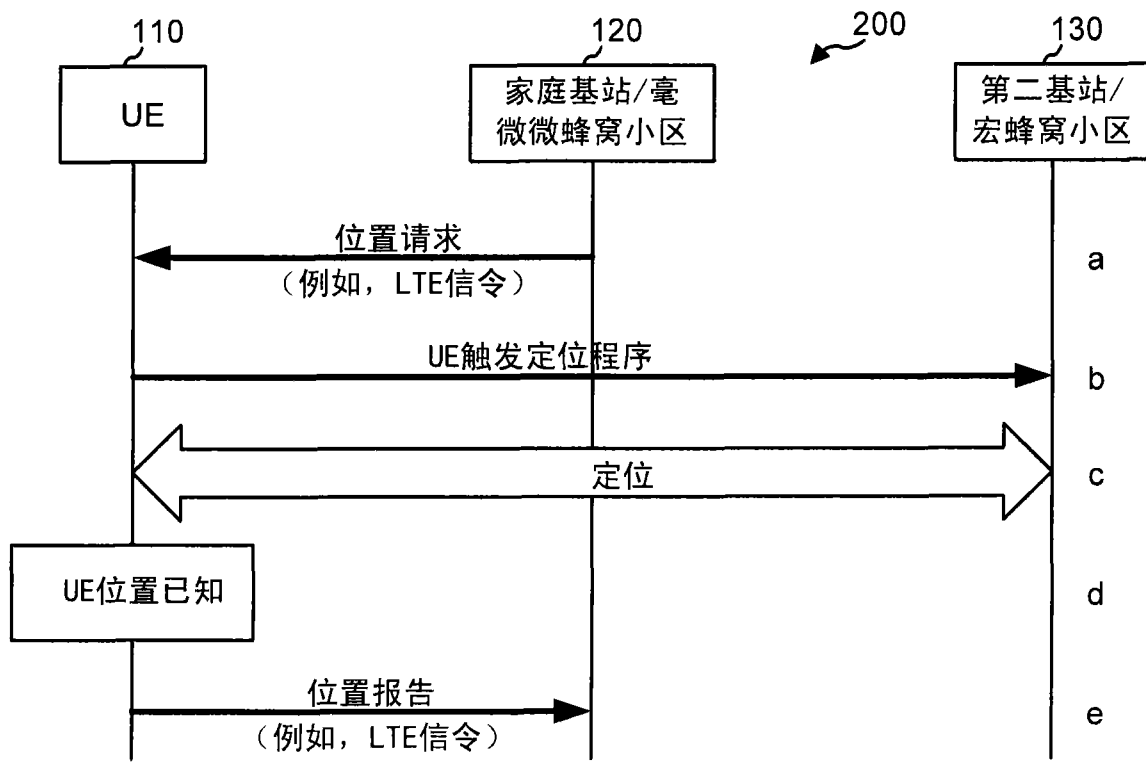 110
120
200
130
UE
家庭基站/毫
微微蜂窝小区
第二基站/
宏蜂窝小区
位置请求
(例如，LTE信令)
a
UE触发定位程序
b
定位
c
UE位置已知
d
位置报告
(例如，LTE信令)
e